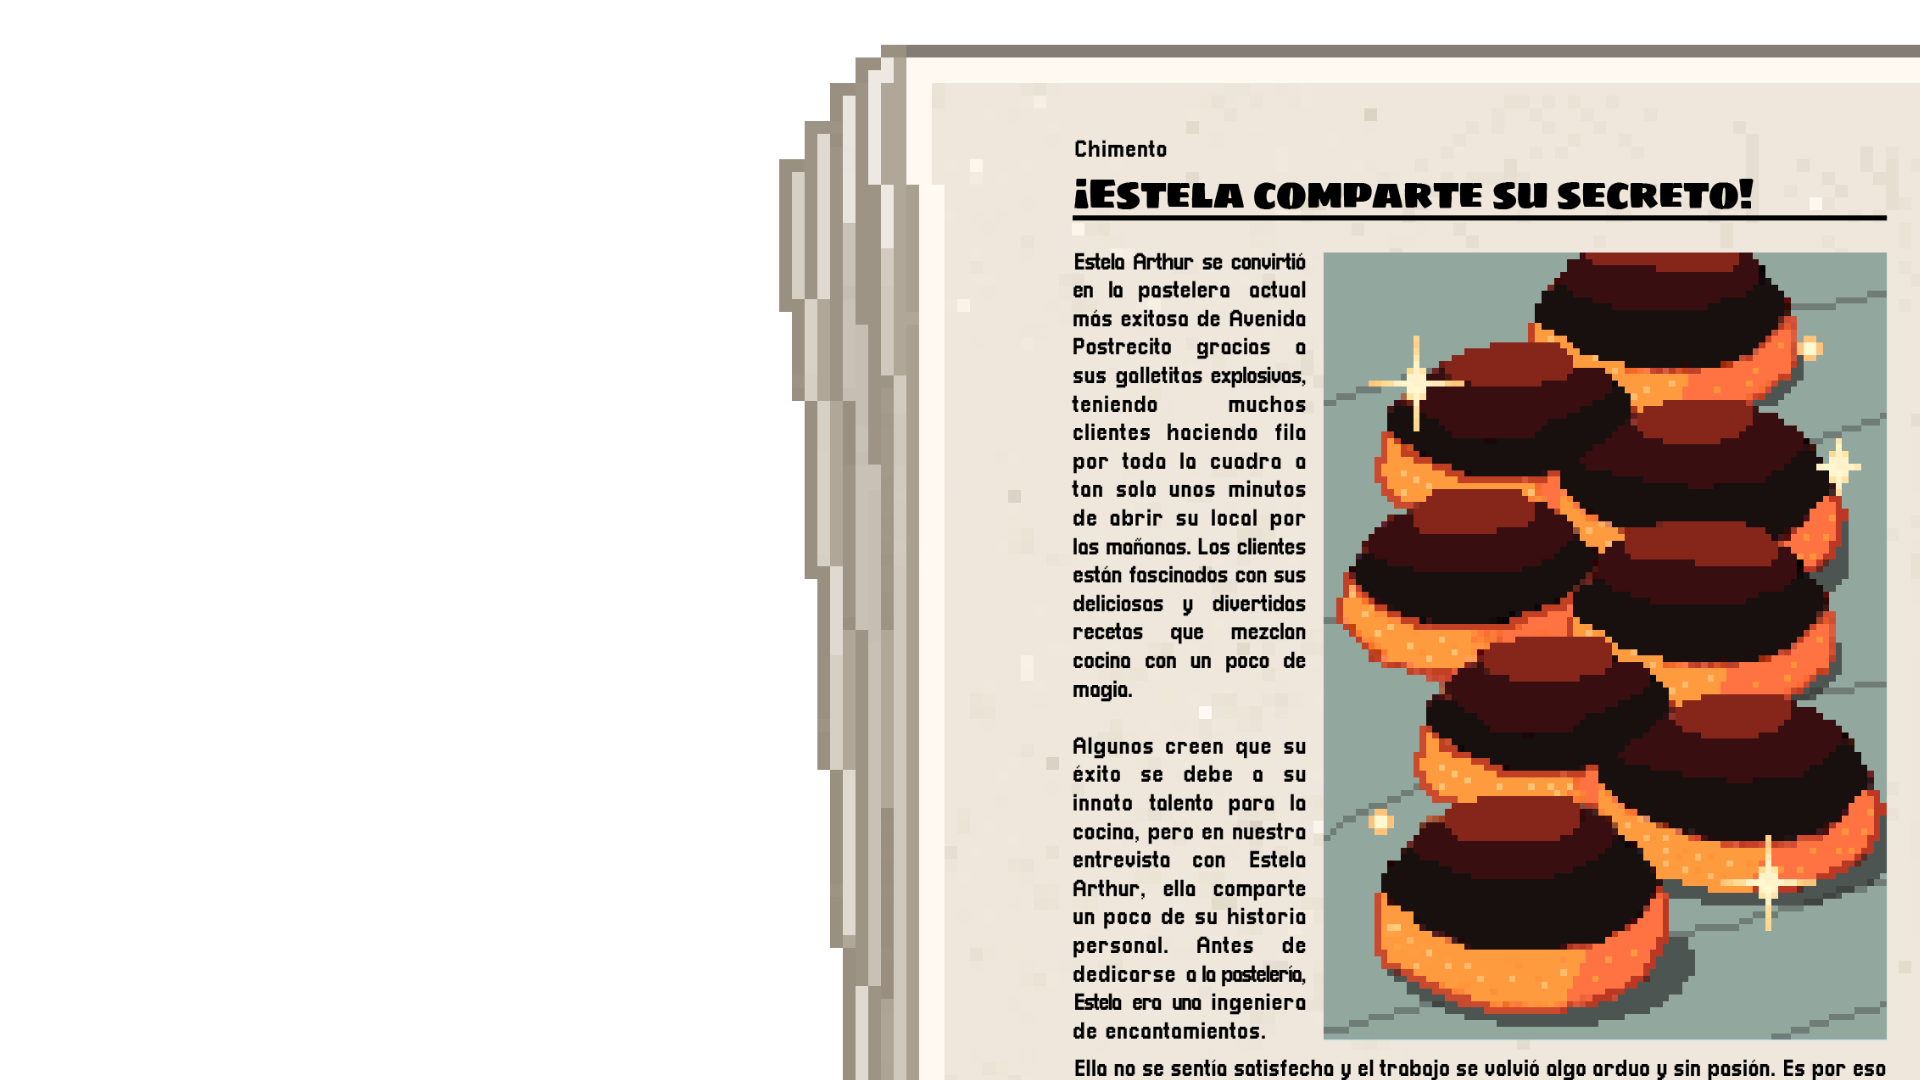 Chimento
¡ESTELA COMPARTE SU SECRETO!
Estela Arthur se convirtió
en la pastelera actual
más exitosa de Avenida
Postrecito gracias a
sus galletitas explosivas,
teniendo muchos
clientes haciendo fila
por toda la cuadra a
tan solo unos minutos
de abrir su local por
las mañanas. Los clientes
están fascinados con sus
deliciosas y divertidas
recetas que mezclan
cocina con un poco de
magia.
Algunos creen que su
éxito se debe a su
innato talento para la
cocina, pero en nuestra
entrevista con Estela
Arthur, ella comparte
un poco de su historia
personal. Antes de
dedicarse a la pastelería,
Estela era una ingeniera
de encantamientos.
Ella no se sentía satisfecha y el trabajo se volvió algo arduo y sin pasión. Es por eso